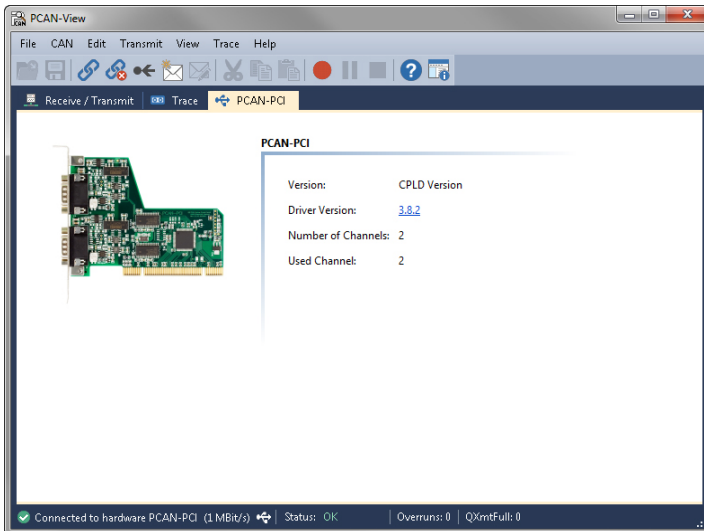 PCAN-View
File CAN Edit Transmit View Trace Help
Receive / Transmit Trace PCAN-PCI
PCAN-PCI
Version: CPLD Version
Driver Version: 3.8.2
Number of Channels: 2
Used Channel: 2
Connected to hardware PCAN-PCI (1 MBit/s) Status: OK Overruns: 0 QXmtFull: 0